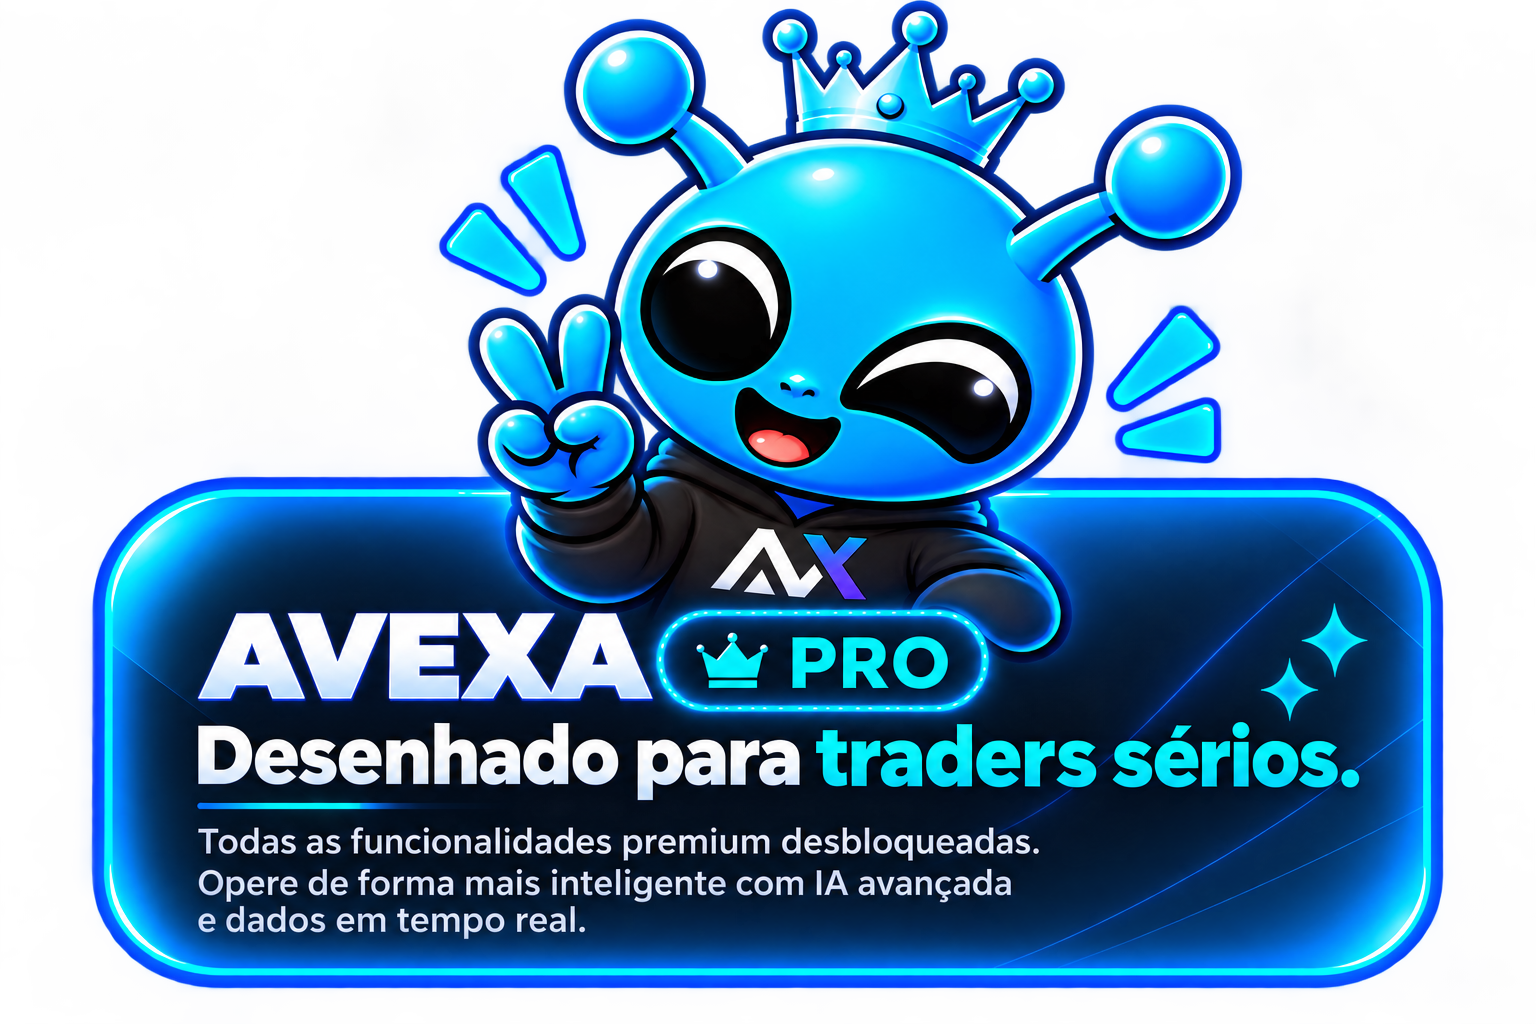 AX
AVEXA PRO
Desenhado para traders sérios.
Todas as funcionalidades premium desbloqueadas.
Opere de forma mais inteligente com IA avançada
e dados em tempo real.